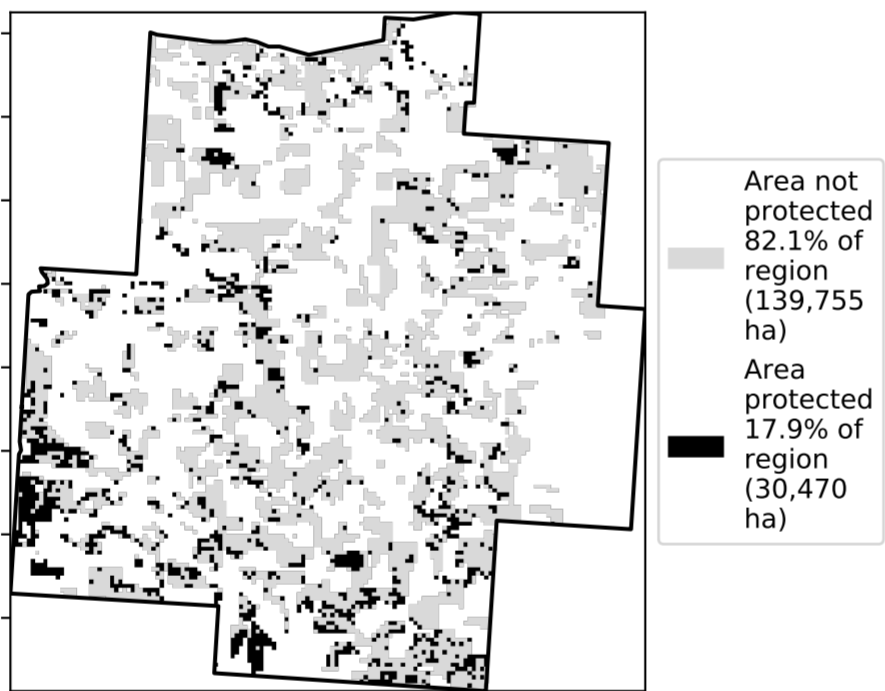 Area not
protected
82.1% of
region
(139,755
ha)
Area
protected
17.9% of
region
(30,470
ha)